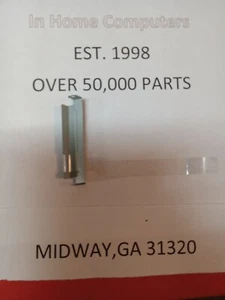 In Home Computers
EST. 1998
OVER 50,000 PARTS
MIDWAY,GA 31320